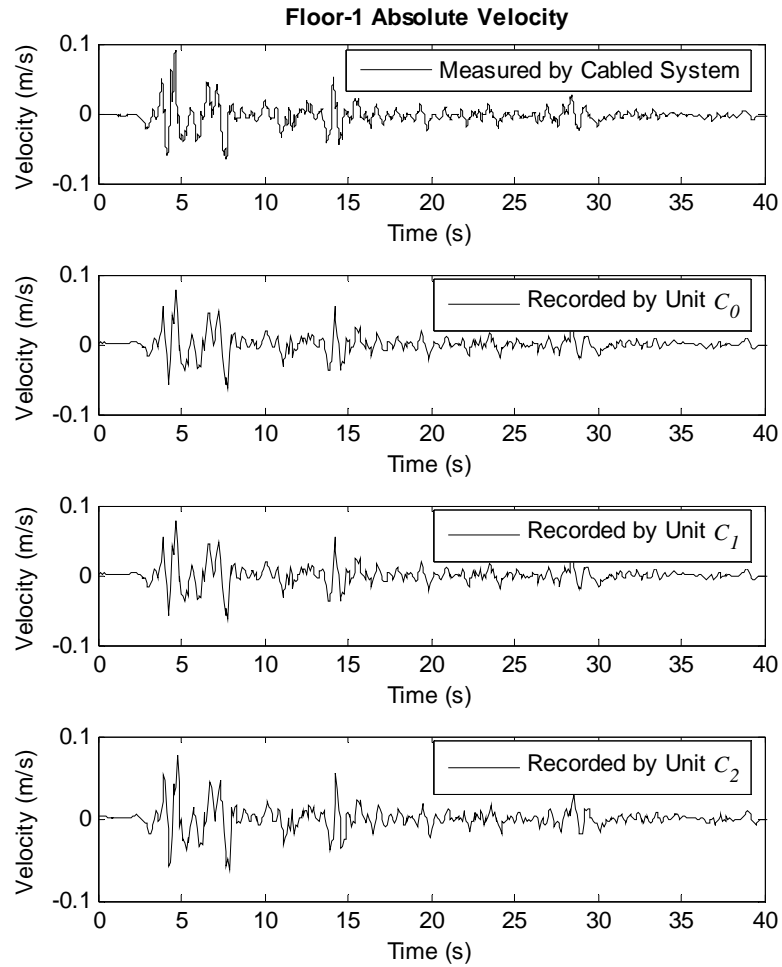 Floor-1 Absolute Velocity
0.1
0
-0.1
Velocity (m/s)
Measured by Cabled System
0 5 10 15 20 25 30 35 40
Time (s)
0.1
0
-0.1
Velocity (m/s)
Recorded by Unit C0
0 5 10 15 20 25 30 35 40
Time (s)
0.1
0
-0.1
Velocity (m/s)
Recorded by Unit C1
0 5 10 15 20 25 30 35 40
Time (s)
0.1
0
-0.1
Velocity (m/s)
Recorded by Unit C2
0 5 10 15 20 25 30 35 40
Time (s)